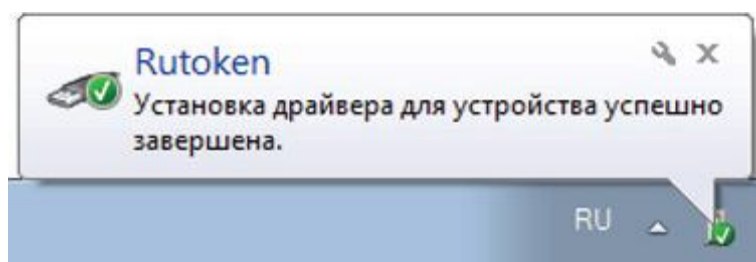 Rutoken
Установка драйвера для устройства успешно
завершена.
RU